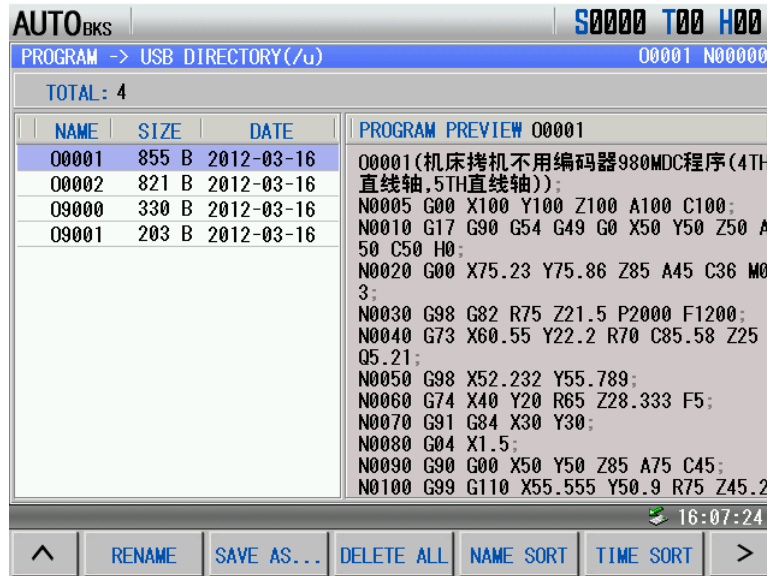 AUTO BKS S0000 T00 H00
PROGRAM -> USB DIRECTORY(/u) O0001 N00000
TOTAL: 4
NAME SIZE DATE
O0001 855 B 2012-03-16
O0002 821 B 2012-03-16
O9000 330 B 2012-03-16
O9001 203 B 2012-03-16
PROGRAM PREVIEW O0001
O0001(机床拷机不用编码器980MDC程序(4TH
直线轴,5TH直线轴));
N0005 G00 X100 Y100 Z100 A100 C100;
N0010 G17 G90 G54 G49 G0 X50 Y50 Z50 A
50 C50 H0;
N0020 G00 X75.23 Y75.86 Z85 A45 C36 M0
3;
N0030 G98 G82 R75 Z21.5 P2000 F1200;
N0040 G73 X60.55 Y22.2 R70 C85.58 Z25
Q5.21;
N0050 G98 X52.232 Y55.789;
N0060 G74 X40 Y20 R65 Z28.333 F5;
N0070 G91 G84 X30 Y30;
N0080 G04 X1.5;
N0090 G90 G00 X50 Y50 Z85 A75 C45;
N0100 G99 G110 X55.555 Y50.9 R75 Z45.2
16:07:24
^ RENAME SAVE AS... DELETE ALL NAME SORT TIME SORT >